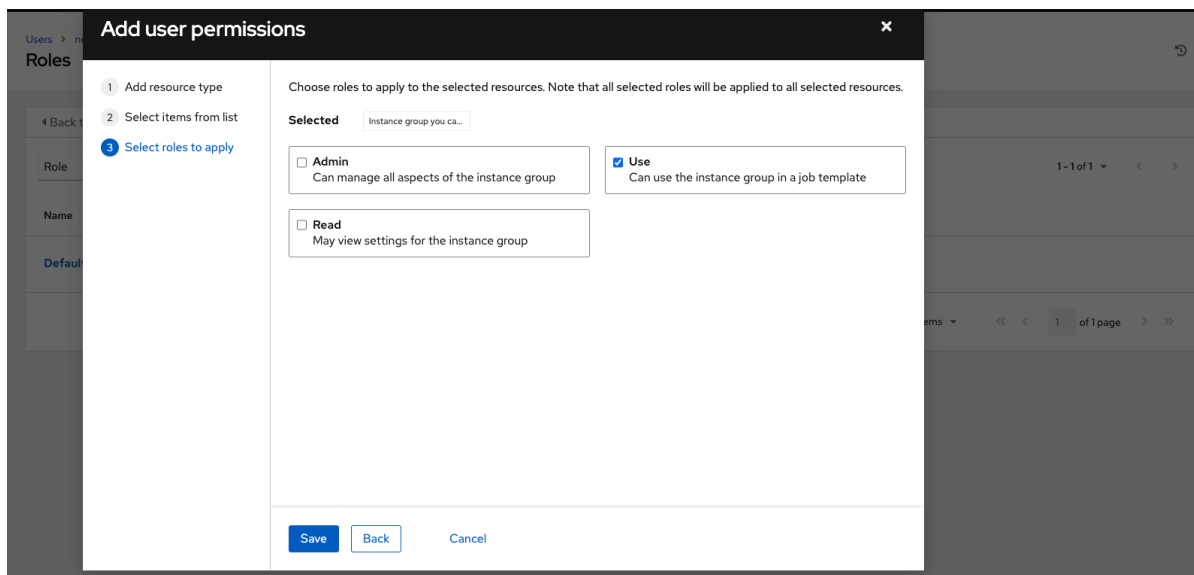 Add user permissions
Users
Roles
1 Add resource type
2 Select items from list
3 Select roles to apply
Choose roles to apply to the selected resources. Note that all selected roles will be applied to all selected resources.
Selected Instance group you ca...
Admin
Can manage all aspects of the instance group
Use
Can use the instance group in a job template
Read
May view settings for the instance group
Back
Role
1 - 1 of 1
Name
1 of 1 page
Save Back Cancel